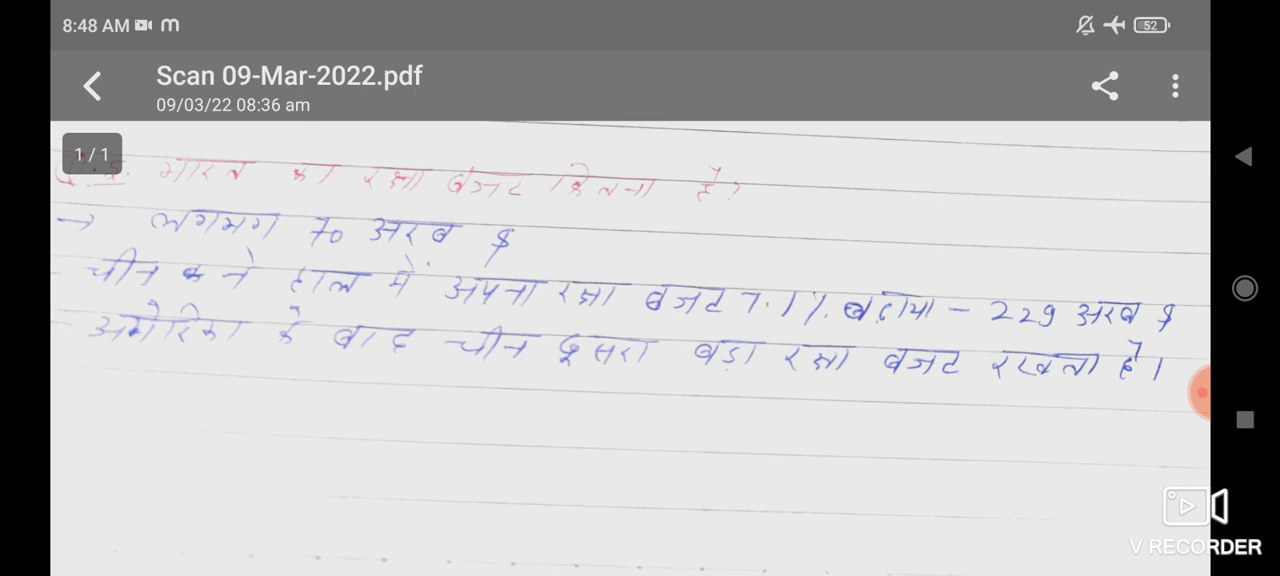 8:48 AM m 52
Scan 09-Mar-2022.pdf
09/03/22 08:36 am
1/1
भारत का रक्षा बजट कितना है?
→ लगभग 70 अरब $
- चीन ने हाल में अपना रक्षा बजट 7.1% बढ़ाया – 229 अरब $
- अमेरिका के बाद चीन दूसरा बड़ा रक्षा बजट रखता है।
V RECORDER